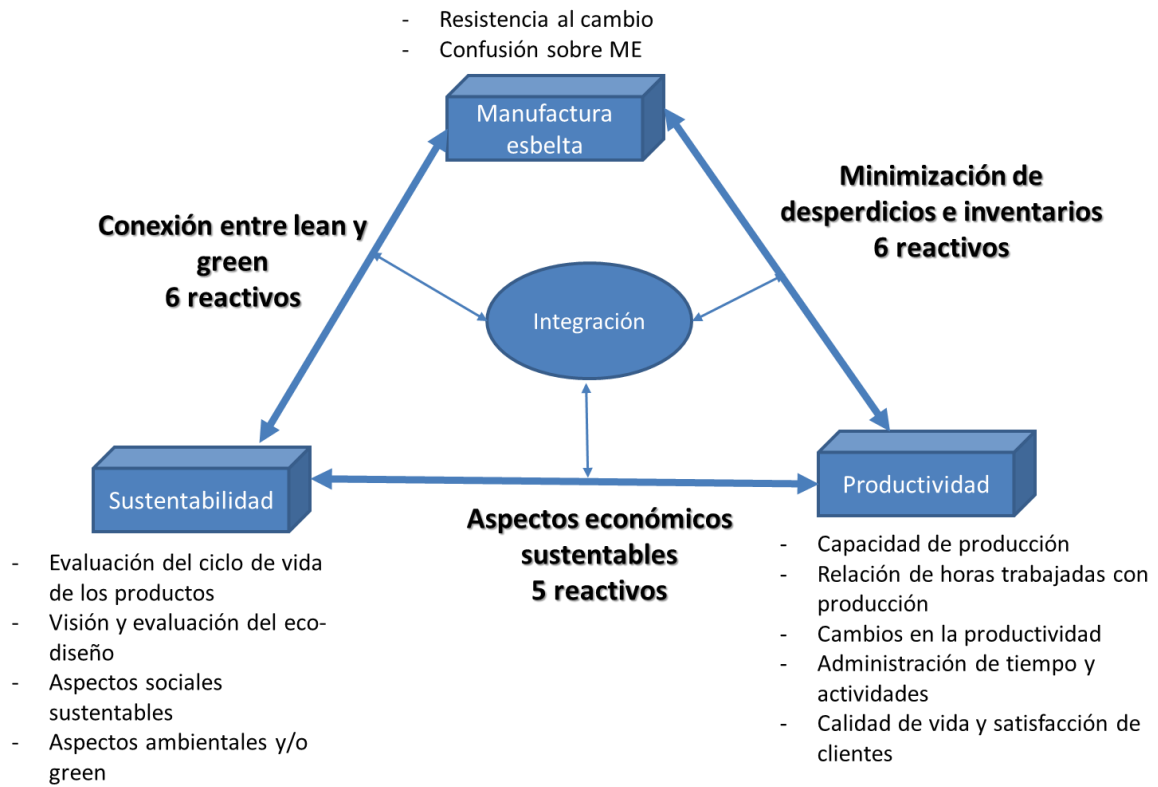 - Resistencia al cambio
- Confusión sobre ME
Manufactura
esbelta
Conexión entre lean y
green
6 reactivos
Minimización de
desperdicios e inventarios
6 reactivos
Integración
Sustentabilidad
Productividad
Aspectos económicos
sustentables
5 reactivos
- Evaluación del ciclo de vida
de los productos
- Visión y evaluación del eco-
diseño
- Aspectos sociales
sustentables
- Aspectos ambientales y/o
green
- Capacidad de producción
- Relación de horas trabajadas con
producción
- Cambios en la productividad
- Administración de tiempo y
actividades
- Calidad de vida y satisfacción de
clientes